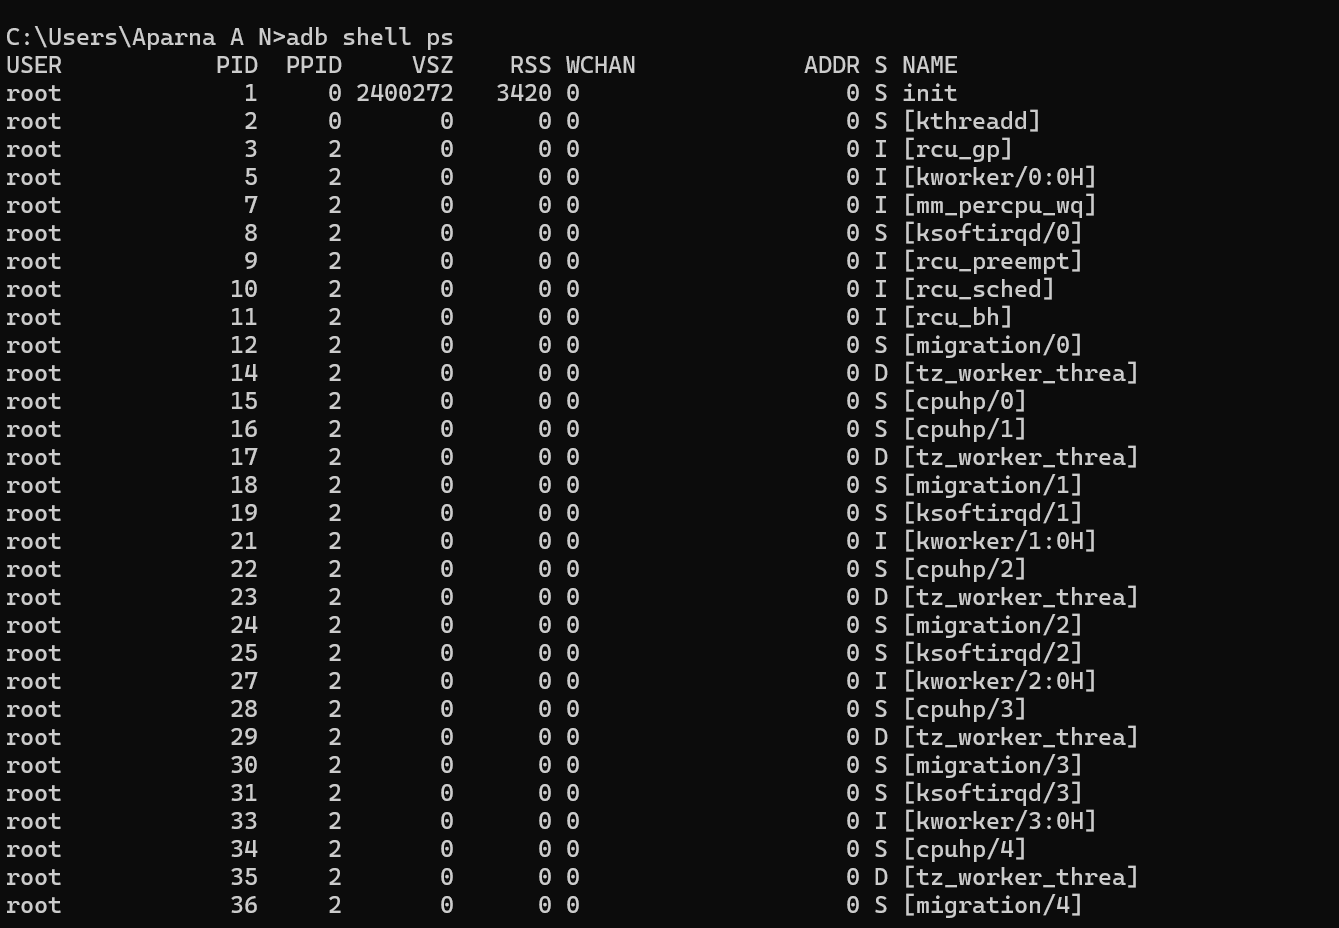 C:\Users\Aparna A N>adb shell ps
USER           PID  PPID     VSZ    RSS WCHAN            ADDR S NAME
root             1     0 2400272   3420 0                   0 S init
root             2     0       0      0 0                   0 S [kthreadd]
root             3     2       0      0 0                   0 I [rcu_gp]
root             5     2       0      0 0                   0 I [kworker/0:0H]
root             7     2       0      0 0                   0 I [mm_percpu_wq]
root             8     2       0      0 0                   0 S [ksoftirqd/0]
root             9     2       0      0 0                   0 I [rcu_preempt]
root            10     2       0      0 0                   0 I [rcu_sched]
root            11     2       0      0 0                   0 I [rcu_bh]
root            12     2       0      0 0                   0 S [migration/0]
root            14     2       0      0 0                   0 D [tz_worker_threa]
root            15     2       0      0 0                   0 S [cpuhp/0]
root            16     2       0      0 0                   0 S [cpuhp/1]
root            17     2       0      0 0                   0 D [tz_worker_threa]
root            18     2       0      0 0                   0 S [migration/1]
root            19     2       0      0 0                   0 S [ksoftirqd/1]
root            21     2       0      0 0                   0 I [kworker/1:0H]
root            22     2       0      0 0                   0 S [cpuhp/2]
root            23     2       0      0 0                   0 D [tz_worker_threa]
root            24     2       0      0 0                   0 S [migration/2]
root            25     2       0      0 0                   0 S [ksoftirqd/2]
root            27     2       0      0 0                   0 I [kworker/2:0H]
root            28     2       0      0 0                   0 S [cpuhp/3]
root            29     2       0      0 0                   0 D [tz_worker_threa]
root            30     2       0      0 0                   0 S [migration/3]
root            31     2       0      0 0                   0 S [ksoftirqd/3]
root            33     2       0      0 0                   0 I [kworker/3:0H]
root            34     2       0      0 0                   0 S [cpuhp/4]
root            35     2       0      0 0                   0 D [tz_worker_threa]
root            36     2       0      0 0                   0 S [migration/4]